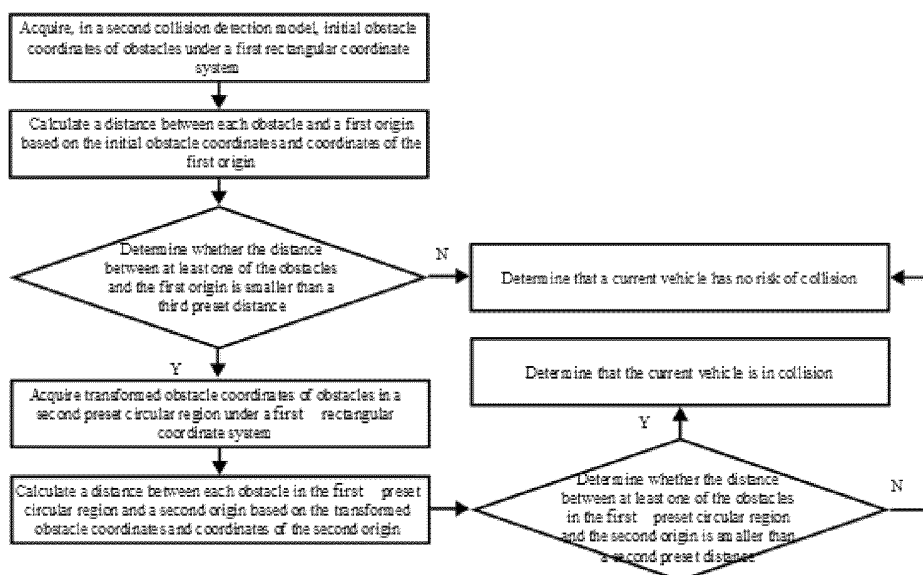 Acquire, in a second collision detection model, initial obstacle
coordinates of obstacles under a first rectangular coordinate
system
Calculate a distance between each obstacle and a first origin
based on the initial obstacle coordinates and coordinates of the
first origin
Determine whether the distance
between at least one of the obstacles
and the first origin is smaller than a
third preset distance
N
Determine that a current vehicle has no risk of collision
Y
Acquire transformed obstacle coordinates of obstacles in a
second preset circular region under a first rectangular
coordinate system
Calculate a distance between each obstacle in the first preset
circular region and a second origin based on the transformed
obstacle coordinates and coordinates of the second origin
Determine that the current vehicle is in collision
Y
Determine whether the distance
between at least one of the obstacles
in the first preset circular region
and the second origin is smaller than
a second preset distance
N